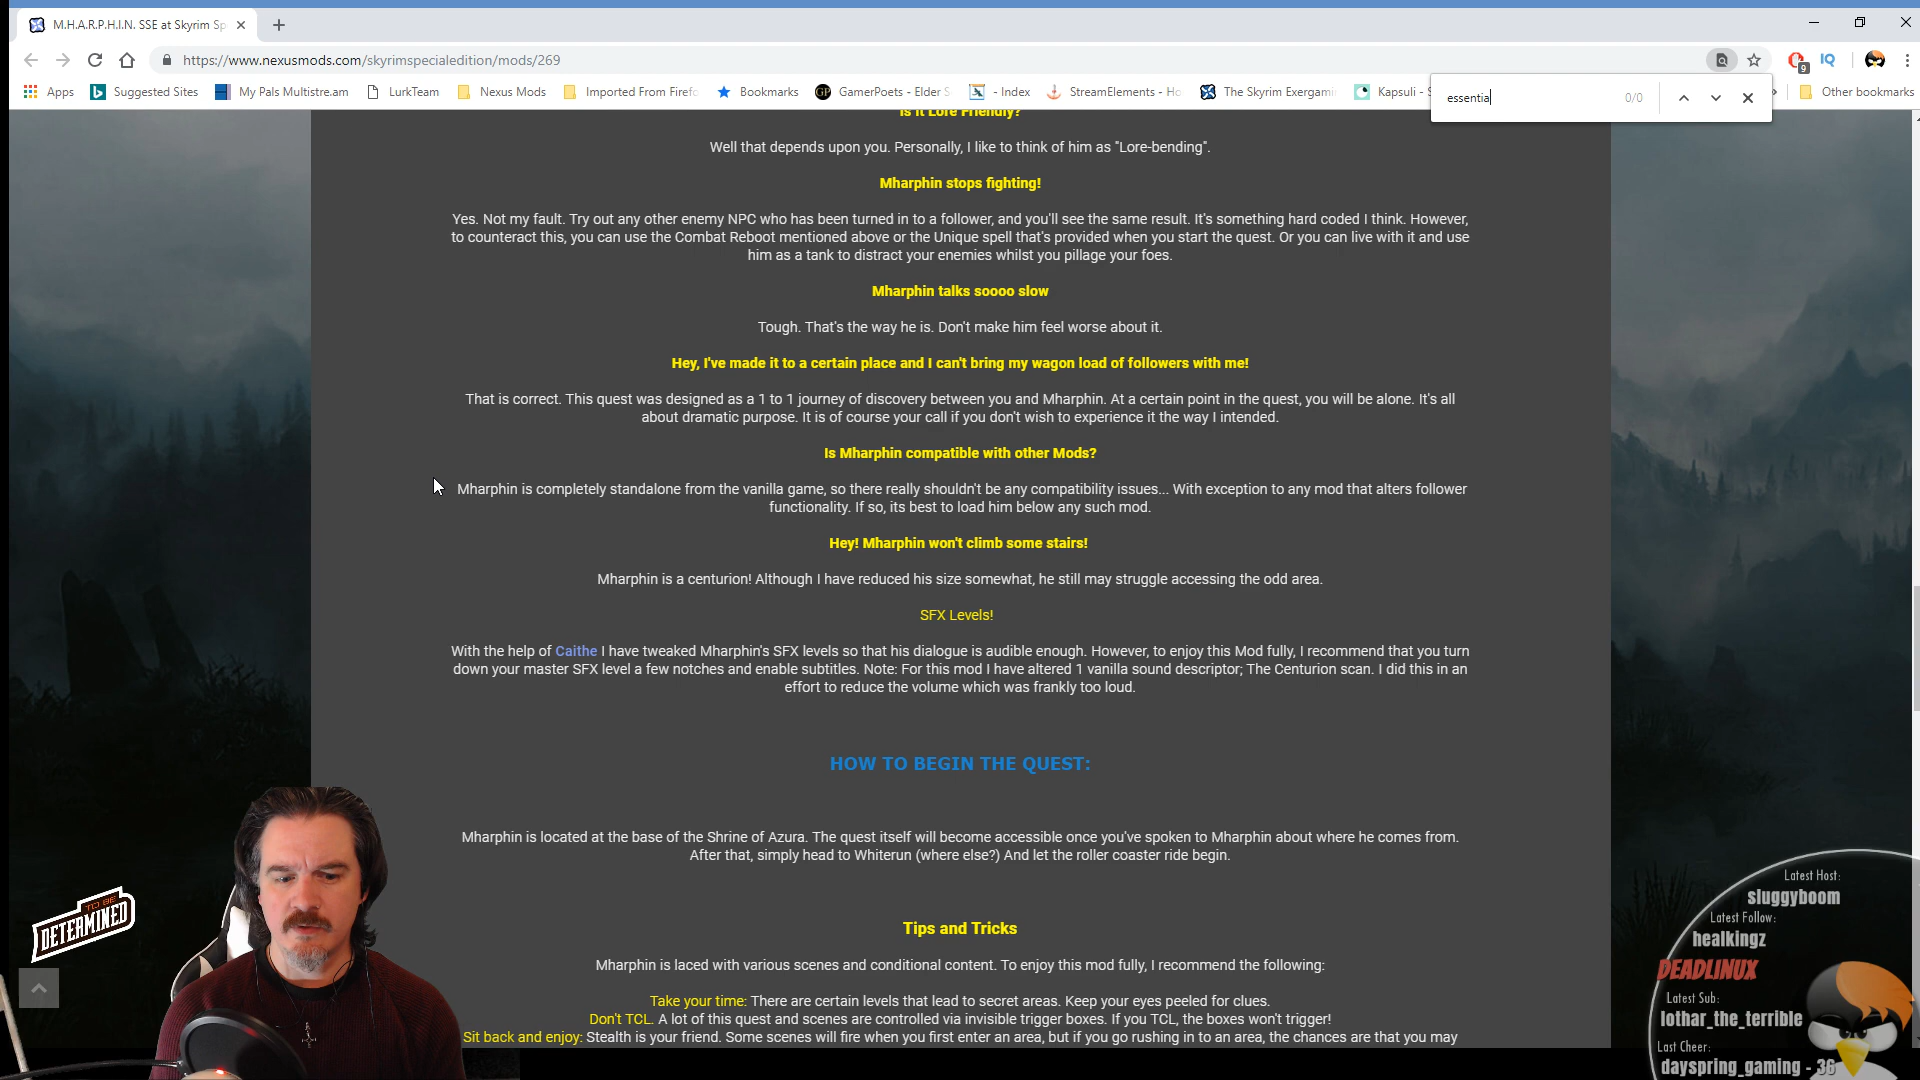 M.H.A.R.P.H.I.N. SSE at Skyrim Sp
https://www.nexusmods.com/skyrimspecialedition/mods/269
9
IQ
Apps
Suggested Sites
My Pals Multistre.am
LurkTeam
Nexus Mods
Imported From Firefo
Bookmarks
GP
GamerPoets - Elder S
- Index
StreamElements - Ho
The Skyrim Exergami
Kapsuli - S
Other bookmarks
essentia
0/0
Is it Lore Friendly?
Well that depends upon you. Personally, I like to think of him as "Lore-bending".
Mharphin stops fighting!
Yes. Not my fault. Try out any other enemy NPC who has been turned in to a follower, and you'll see the same result. It's something hard coded I think. However,
to counteract this, you can use the Combat Reboot mentioned above or the Unique spell that's provided when you start the quest. Or you can live with it and use
him as a tank to distract your enemies whilst you pillage your foes.
Mharphin talks soooo slow
Tough. That's the way he is. Don't make him feel worse about it.
Hey, I've made it to a certain place and I can't bring my wagon load of followers with me!
That is correct. This quest was designed as a 1 to 1 journey of discovery between you and Mharphin. At a certain point in the quest, you will be alone. It's all
about dramatic purpose. It is of course your call if you don't wish to experience it the way I intended.
Is Mharphin compatible with other Mods?
Mharphin is completely standalone from the vanilla game, so there really shouldn't be any compatibility issues... With exception to any mod that alters follower
functionality. If so, its best to load him below any such mod.
Hey! Mharphin won't climb some stairs!
Mharphin is a centurion! Although I have reduced his size somewhat, he still may struggle accessing the odd area.
SFX Levels!
With the help of Caithe I have tweaked Mharphin's SFX levels so that his dialogue is audible enough. However, to enjoy this Mod fully, I recommend that you turn
down your master SFX level a few notches and enable subtitles. Note: For this mod I have altered 1 vanilla sound descriptor; The Centurion scan. I did this in an
effort to reduce the volume which was frankly too loud.
HOW TO BEGIN THE QUEST:
Mharphin is located at the base of the Shrine of Azura. The quest itself will become accessible once you've spoken to Mharphin about where he comes from.
After that, simply head to Whiterun (where else?) And let the roller coaster ride begin.
Tips and Tricks
Mharphin is laced with various scenes and conditional content. To enjoy this mod fully, I recommend the following:
Take your time: There are certain levels that lead to secret areas. Keep your eyes peeled for clues.
Don't TCL. A lot of this quest and scenes are controlled via invisible trigger boxes. If you TCL, the boxes won't trigger!
Sit back and enjoy: Stealth is your friend. Some scenes will fire when you first enter an area, but if you go rushing in to an area, the chances are that you may
TO BE
DETERMINED
Latest Host:
sluggyboom
Latest Follow:
healkingz
DEADLINUX
Latest Sub:
lothar_the_terrible
Last Cheer:
dayspring_gaming - 36